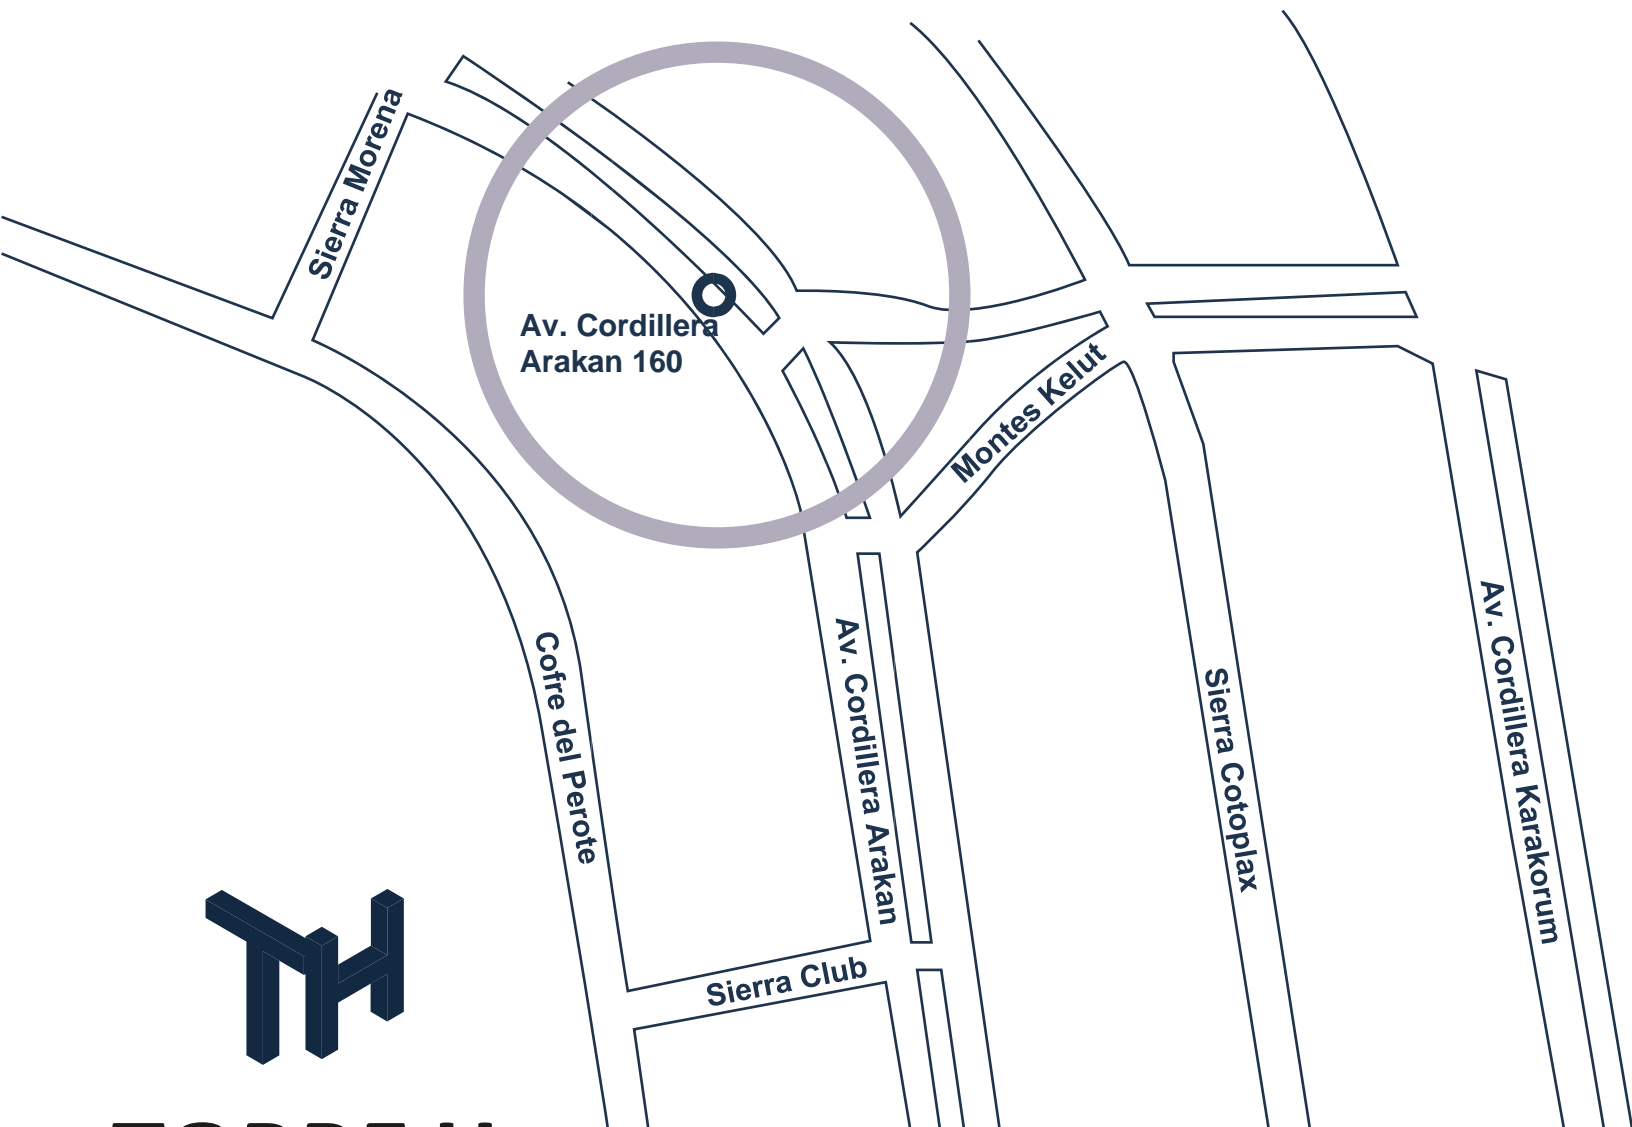 Sierra Morena
Av. Cordillera
Arakan 160
Montes Kelut
Cofre del Perote
Av. Cordillera Arakan
Sierra Cotoplax
Av. Cordillera Karakorum
Sierra Club